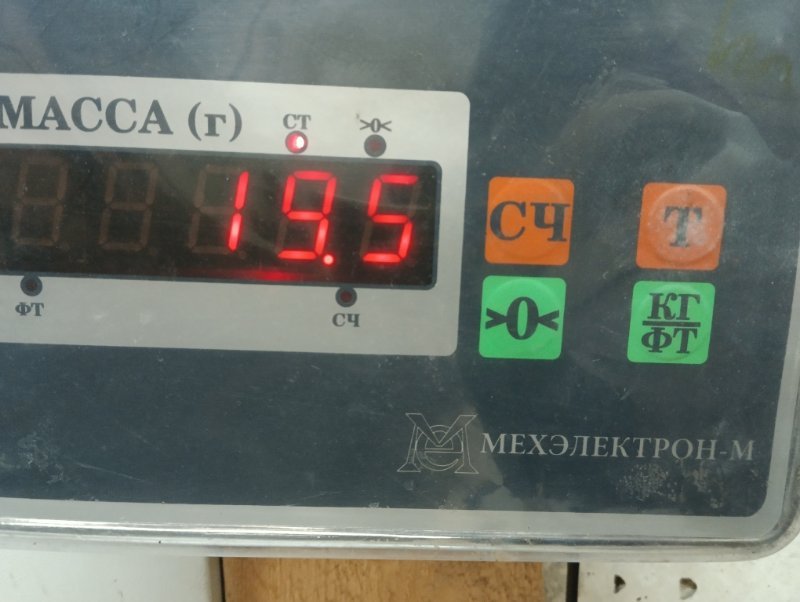 МАССА (г)
СТ
>0<
19.5
ФТ
СЧ
СЧ
Т
>0<
КГ
ФТ
МЕХЭЛЕКТРОН-М